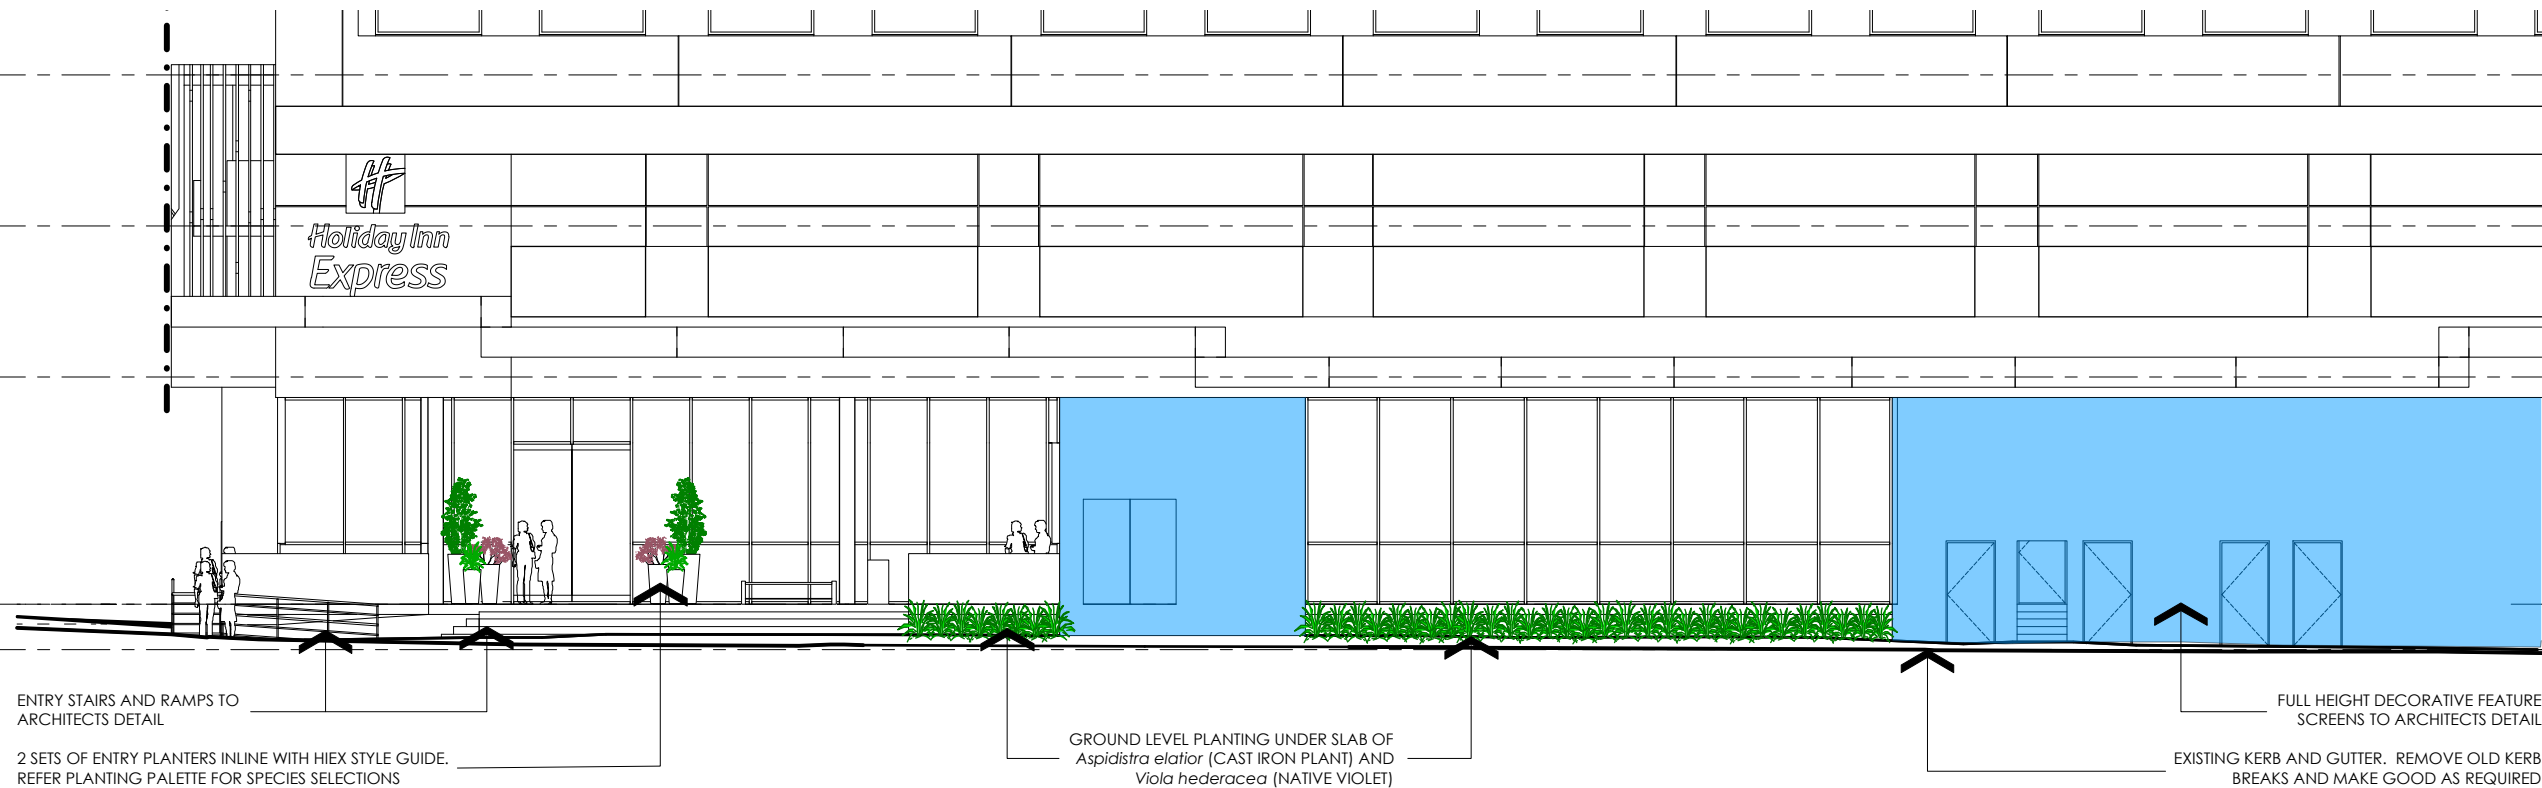 Holiday Inn
Express
ENTRY STAIRS AND RAMPS TO
ARCHITECTS DETAIL
2 SETS OF ENTRY PLANTERS INLINE WITH HIEX STYLE GUIDE.
REFER PLANTING PALETTE FOR SPECIES SELECTIONS
GROUND LEVEL PLANTING UNDER SLAB OF
Aspidistra elatior (CAST IRON PLANT) AND
Viola hederacea (NATIVE VIOLET)
FULL HEIGHT DECORATIVE FEATURE
SCREENS TO ARCHITECTS DETAIL
EXISTING KERB AND GUTTER.  REMOVE OLD KERB
BREAKS AND MAKE GOOD AS REQUIRED